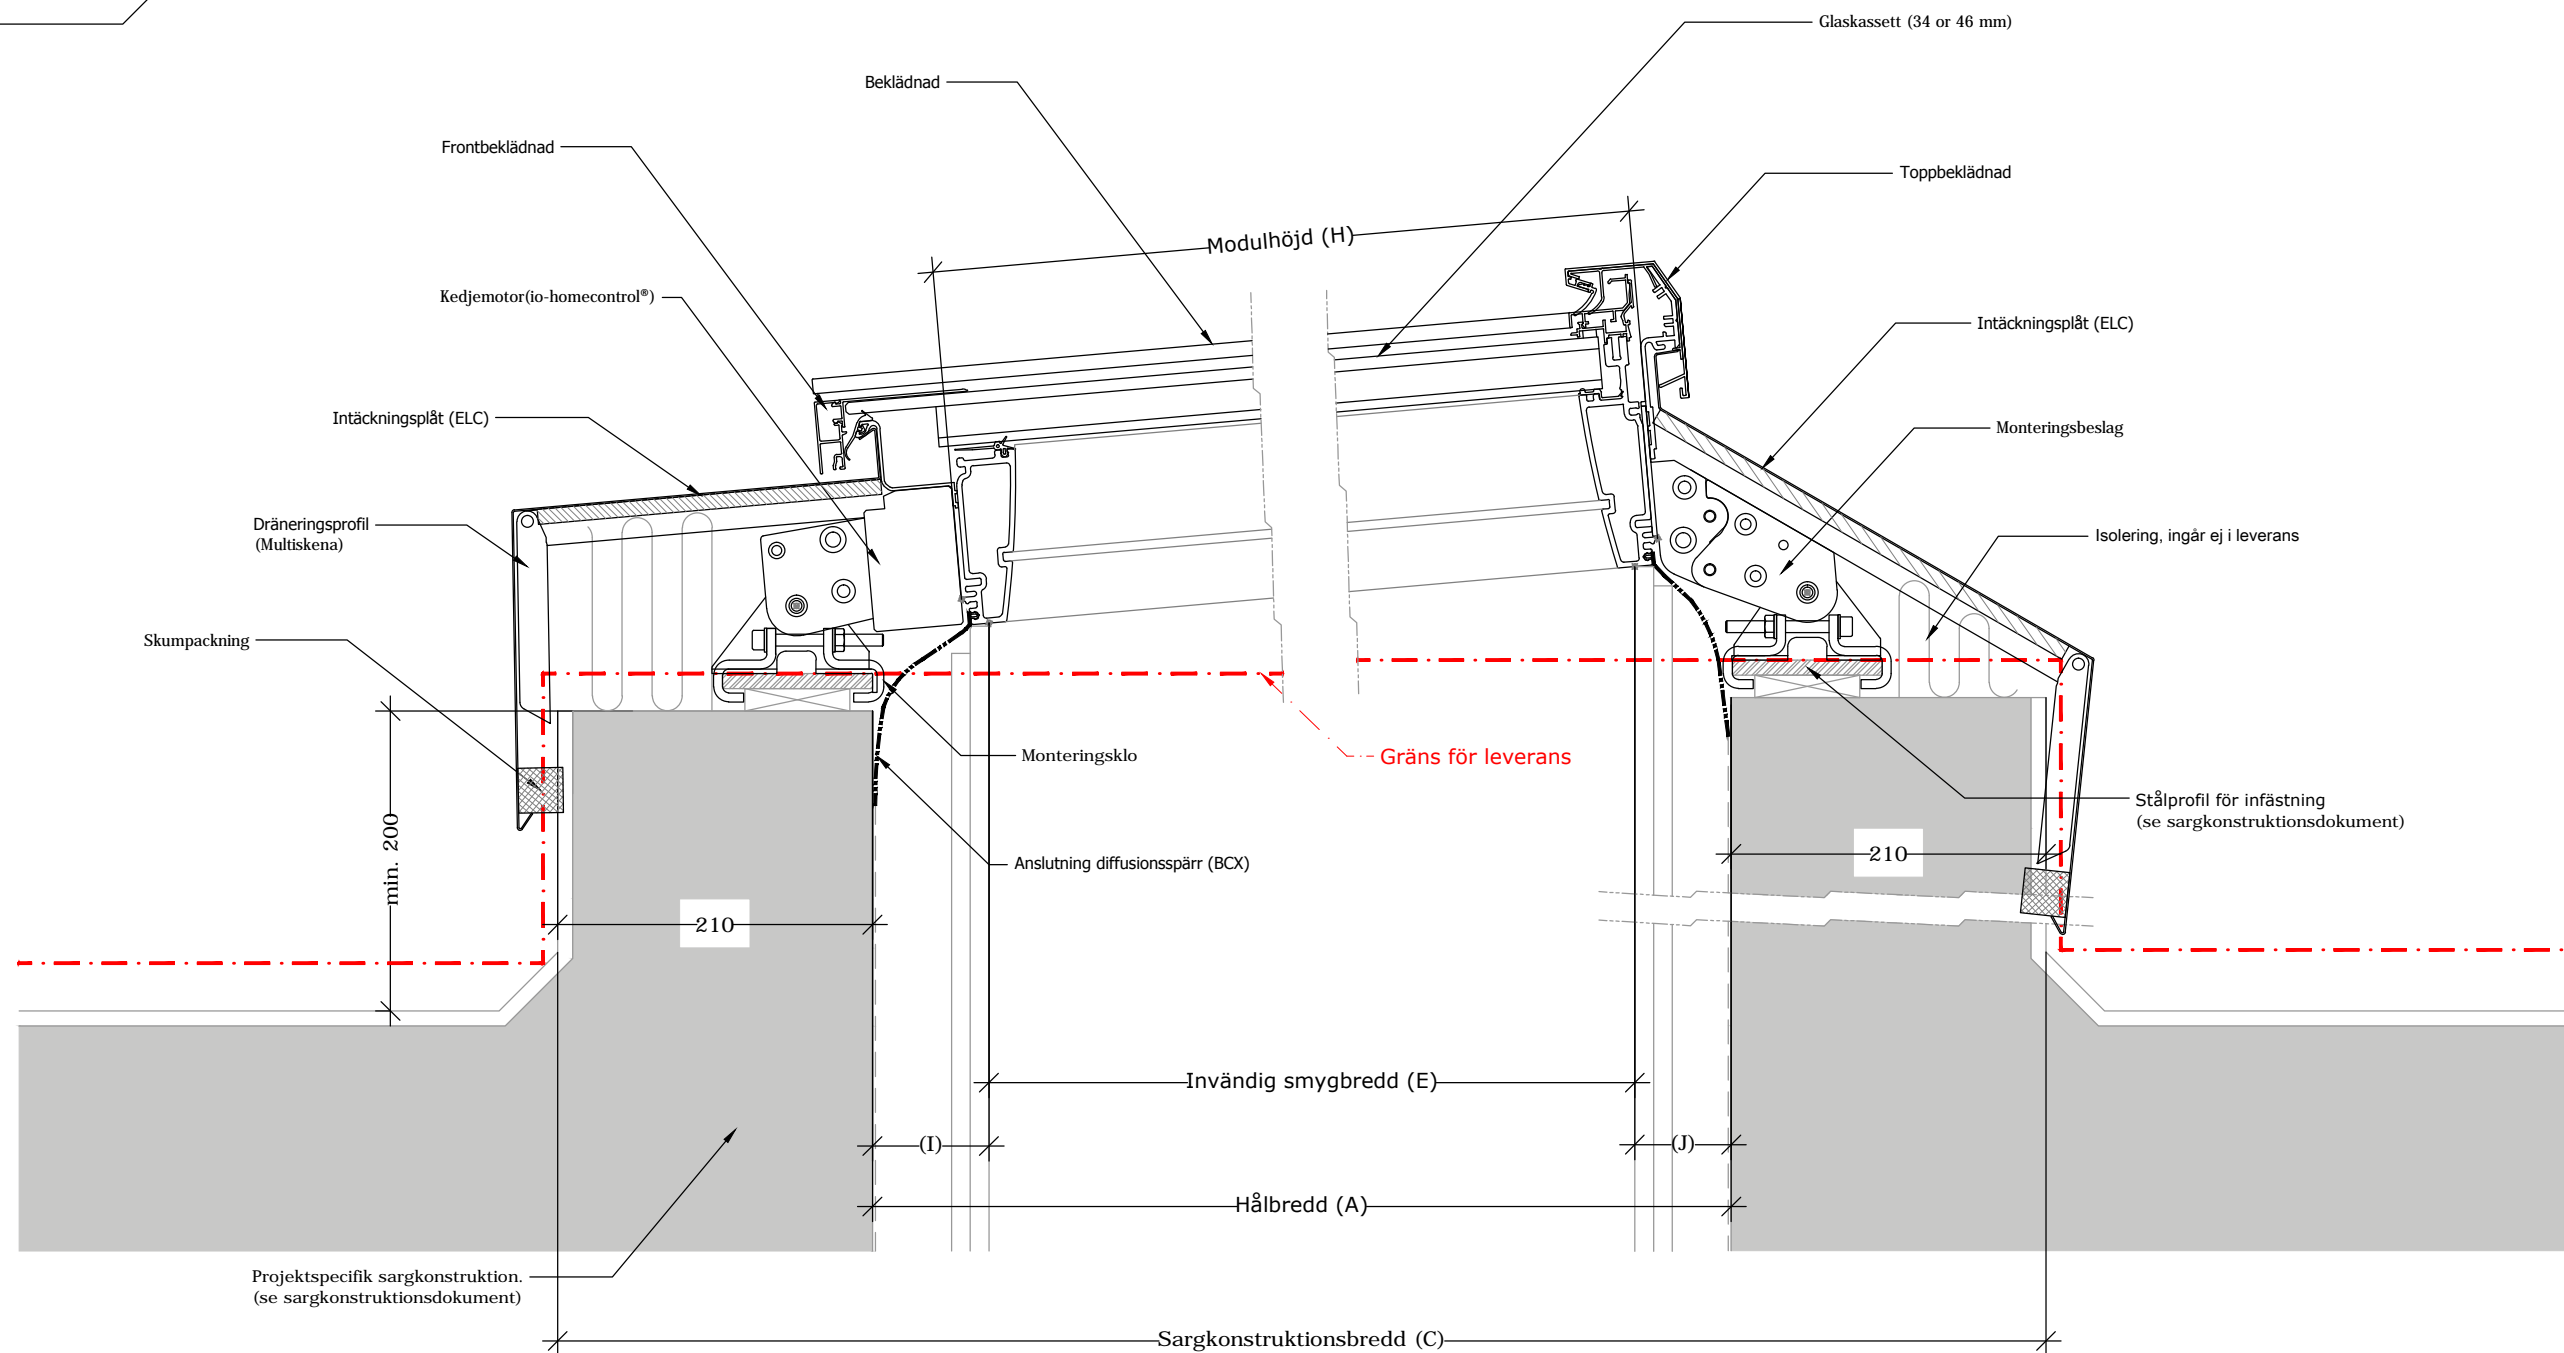 Glaskassett (34 or 46 mm)
Beklädnad
Frontbeklädnad
Toppbeklädnad
Modulhöjd (H)
Kedjemotor(io-homecontrol®)
Intäckningsplåt (ELC)
Intäckningsplåt (ELC)
Monteringsbeslag
Dräneringsprofil
(Multiskena)
Isolering, ingår ej i leverans
Skumpackning
Monteringsklo
Gräns för leverans
Stålprofil för infästning
(se sargkonstruktionsdokument)
min. 200
Anslutning diffusionsspärr (BCX)
210
210
Invändig smygbredd (E)
(I)
(J)
Hålbredd (A)
Projektspecifik sargkonstruktion.
(se sargkonstruktionsdokument)
Sargkonstruktionsbredd (C)